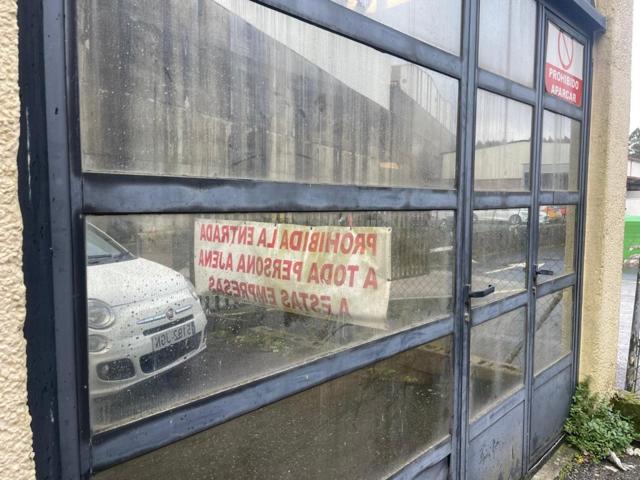 PROHIBIDO
APARCAR
PROHIBIDA LA ENTRADA
A TODA PERSONA AJENA
A ESTAS EMPRESAS